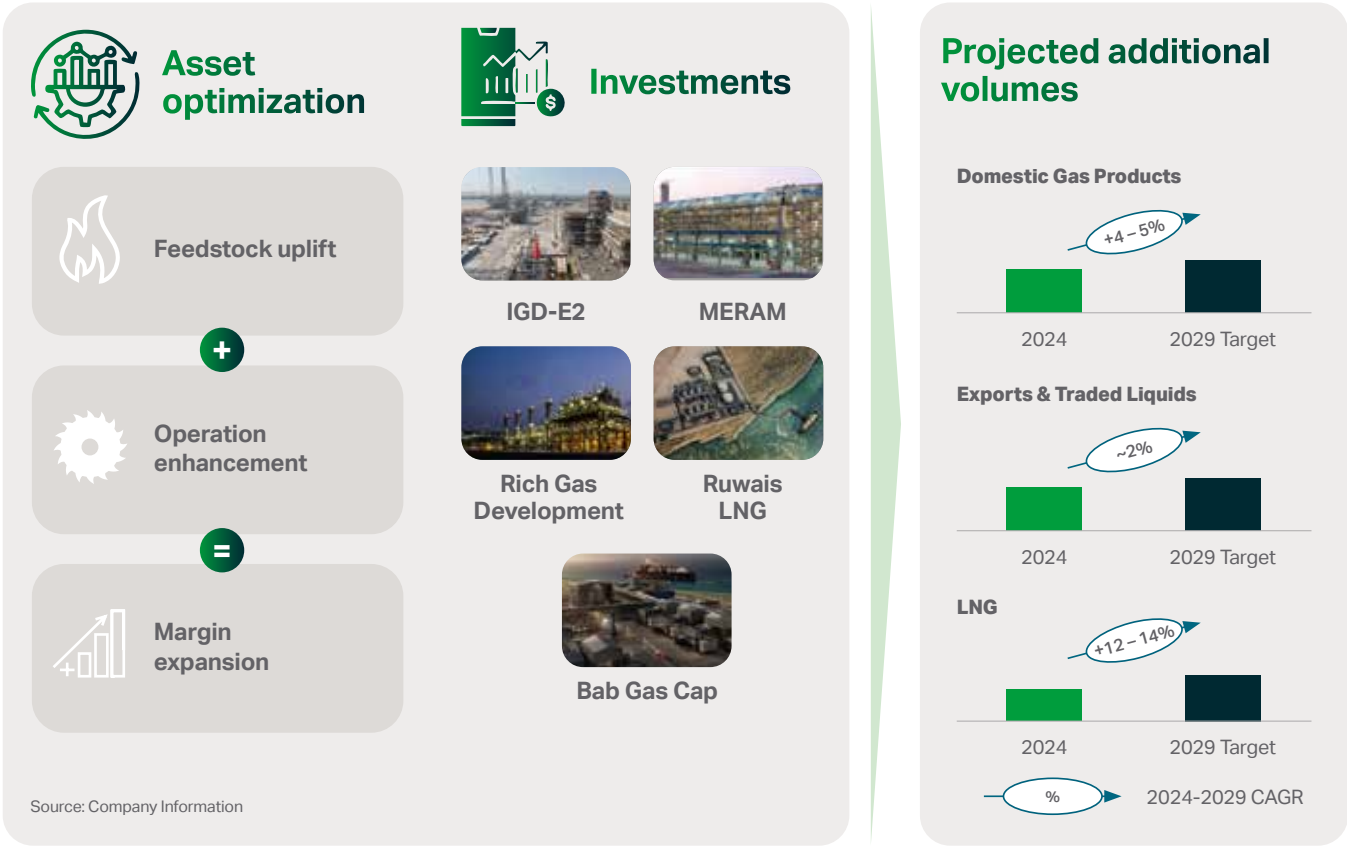 Asset
optimization
Feedstock uplift
+
Operation
enhancement
=
Margin
expansion
Source: Company Information
$
Investments
IGD-E2
MERAM
Rich Gas
Development
Ruwais
LNG
Bab Gas Cap
Projected additional
volumes
Domestic Gas Products
+4 – 5%
2024
2029 Target
Exports & Traded Liquids
~2%
2024
2029 Target
LNG
+12 – 14%
2024
2029 Target
%
2024-2029 CAGR